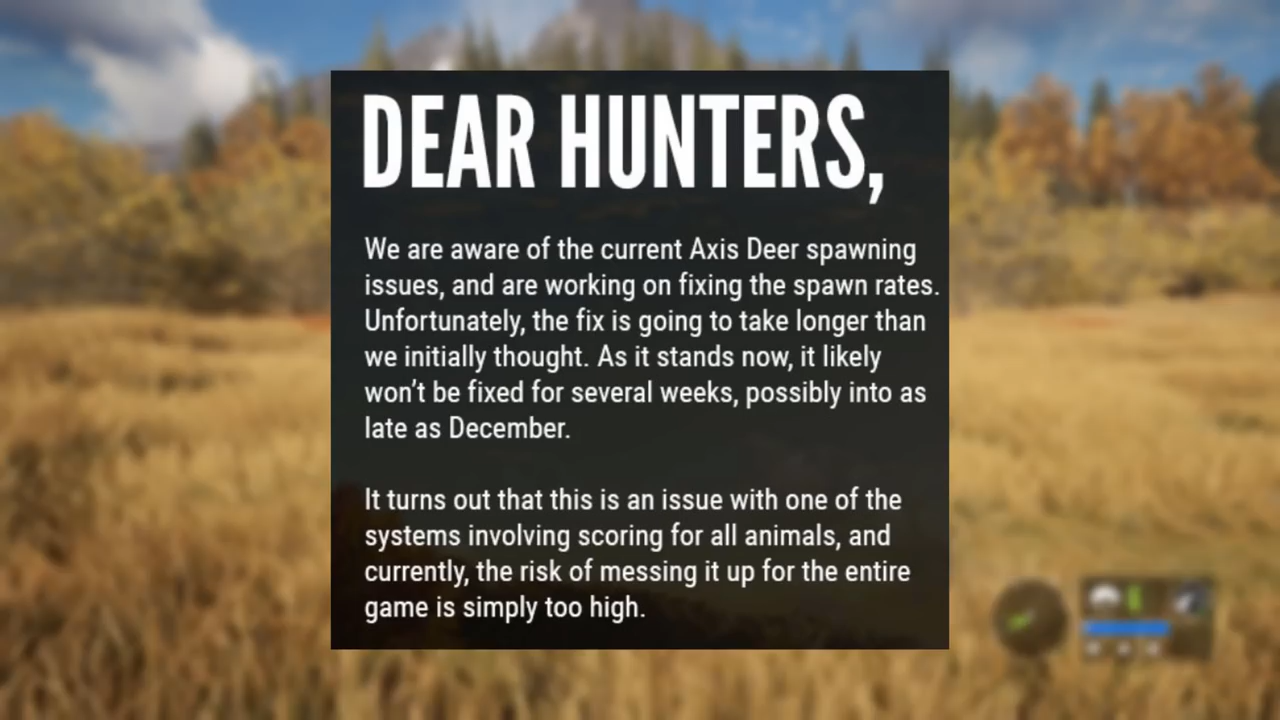 DEAR HUNTERS,
We are aware of the current Axis Deer spawning
issues, and are working on fixing the spawn rates.
Unfortunately, the fix is going to take longer than
we initially thought. As it stands now, it likely
won’t be fixed for several weeks, possibly into as
late as December.
It turns out that this is an issue with one of the
systems involving scoring for all animals, and
currently, the risk of messing it up for the entire
game is simply too high.